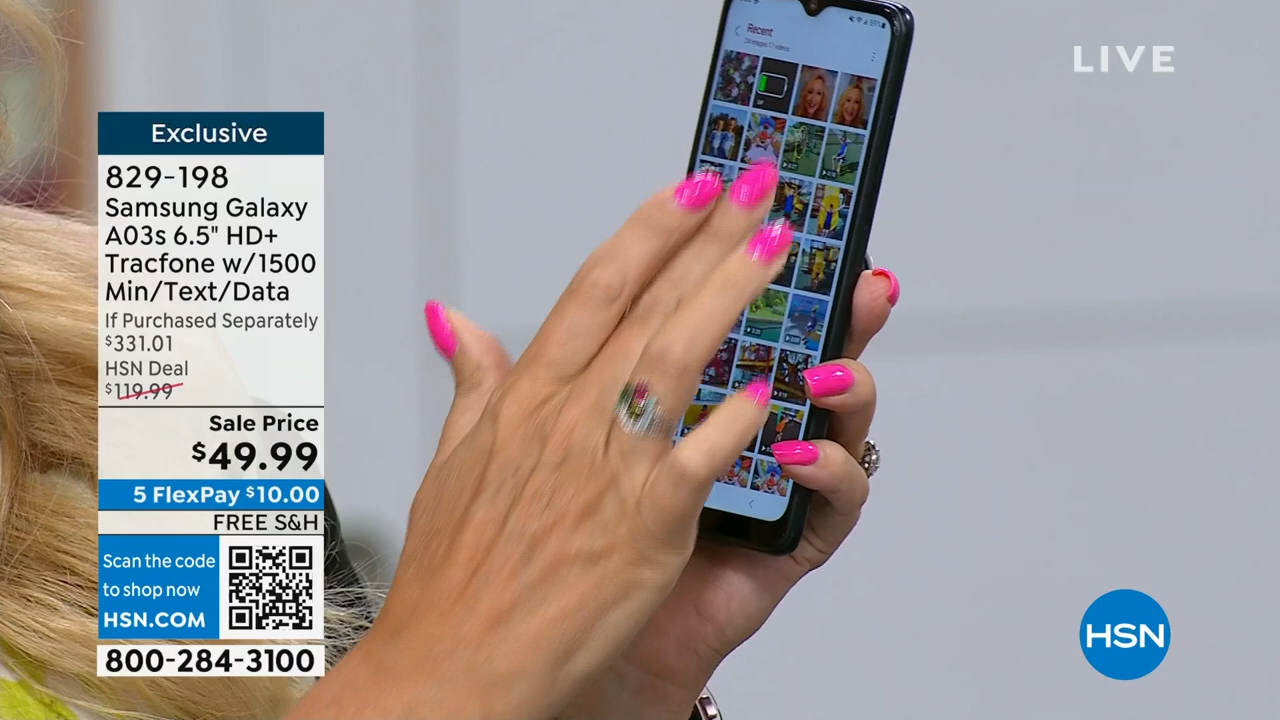 LIVE
Exclusive
829-198
Samsung Galaxy
A03s 6.5" HD+
Tracfone w/1500
Min/Text/Data
If Purchased Separately
$331.01
HSN Deal
$119.99
Sale Price
$49.99
5 FlexPay $10.00
FREE S&H
Scan the code
to shop now
HSN.COM
800-284-3100
Recent
HSN